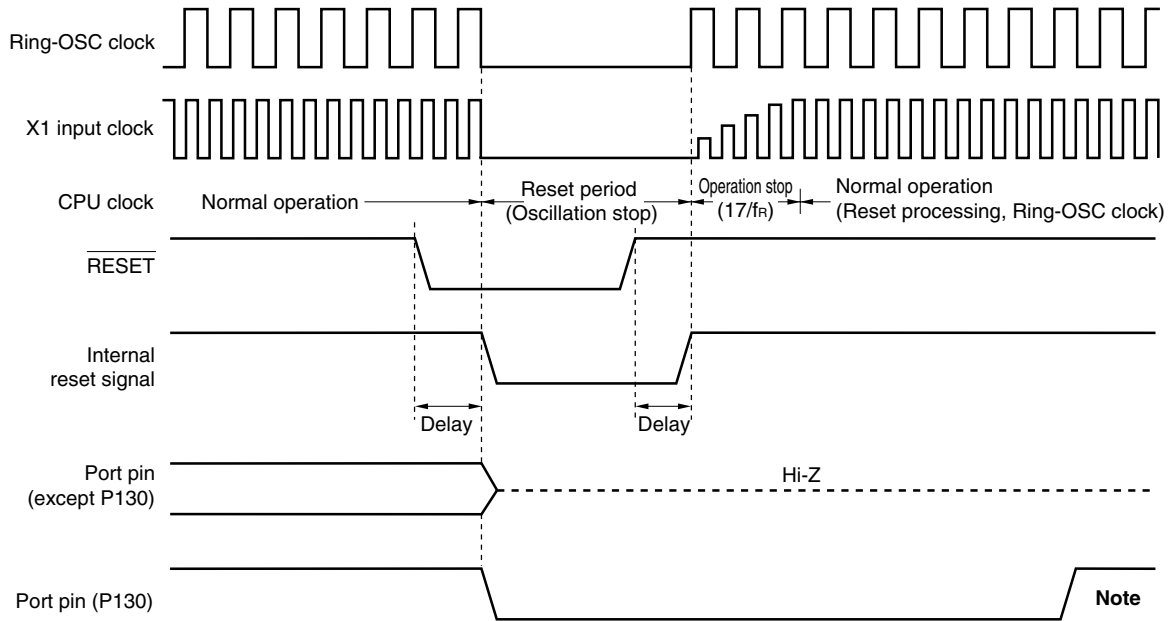 Ring-OSC clock
X1 input clock
CPU clock
Normal operation
Reset period
(Oscillation stop)
Operation stop
(17/fR)
Normal operation
(Reset processing, Ring-OSC clock)
RESET
Internal
reset signal
Delay
Delay
Port pin
(except P130)
Hi-Z
Port pin (P130)
Note